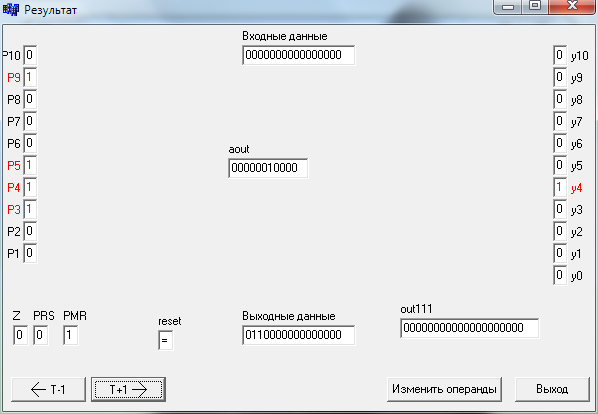 Результат
Входные данные
P10 0 0000000000000000 0 y10
P9 1 0 y9
P8 0 0 y8
P7 0 0 y7
P6 0 0 y6
aout
P5 1 00000010000 0 y5
P4 1 1 y4
P3 1 0 y3
P2 0 0 y2
P1 0 0 y1
0 y0
Z PRS PMR reset Выходные данные out111
0 0 1 = 0110000000000000 00000000000000000000
T-1 T+1 Изменить операнды Выход